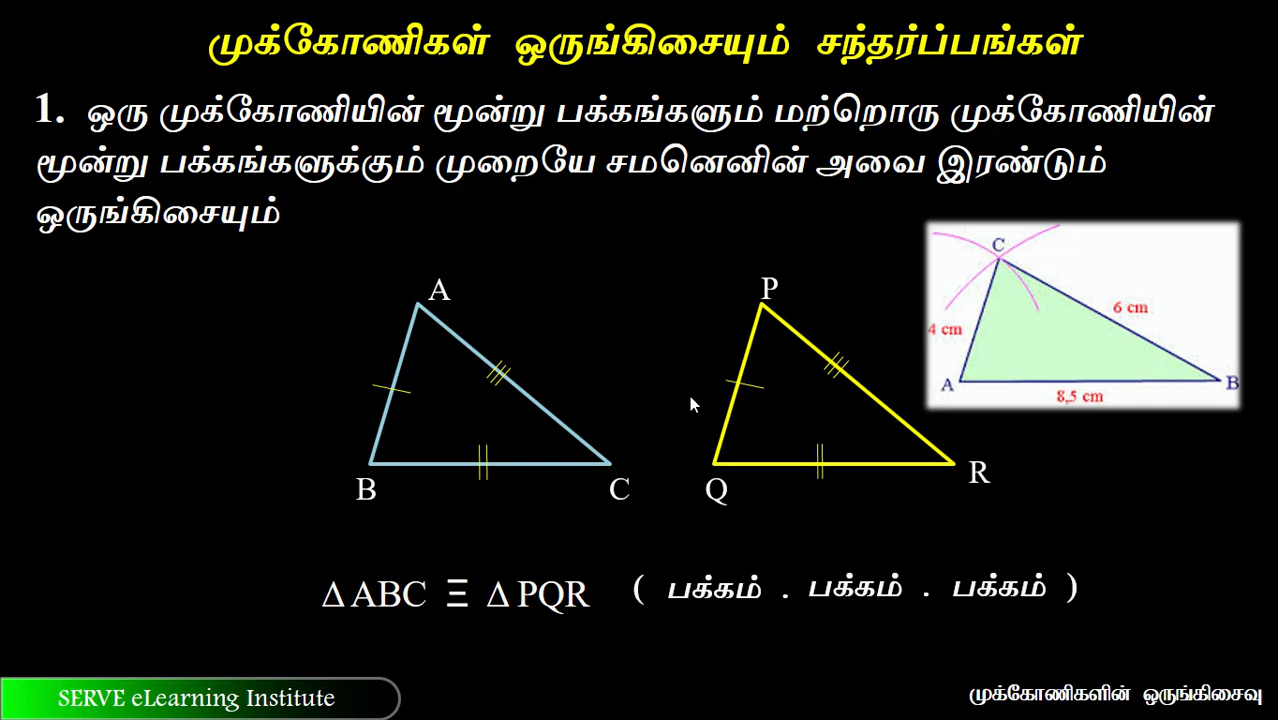 முக்கோணிகள் ஒருங்கிசையும் சந்தர்ப்பங்கள்
1. ஒரு முக்கோணியின் மூன்று பக்கங்களும் மற்றொரு முக்கோணியின்
மூன்று பக்கங்களுக்கும் முறையே சமனெனின் அவை இரண்டும்
ஒருங்கிசையும்
C
6 cm
4 cm
A
B
8,5 cm
A
P
B
C
Q
R
Δ ABC Ξ Δ PQR ( பக்கம் . பக்கம் . பக்கம் )
SERVE eLearning Institute
முக்கோணிகளின் ஒருங்கிசைவு